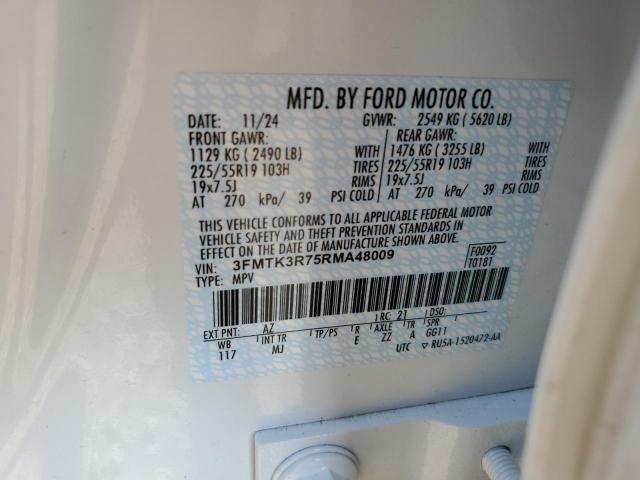 MFD. BY FORD MOTOR CO.
DATE: 11/24 GVWR: 2549 KG ( 5620 LB)
FRONT GAWR: REAR GAWR:
1129 KG ( 2490 LB) WITH 1476 KG ( 3255 LB) WITH
225/55R19 103H TIRES 225/55R19 103H TIRES
19x7.5J RIMS 19x7.5J RIMS
AT 270 kPa/ 39 PSI COLD AT 270 kPa/ 39 PSI COLD
THIS VEHICLE CONFORMS TO ALL APPLICABLE FEDERAL MOTOR
VEHICLE SAFETY AND THEFT PREVENTION STANDARDS IN
EFFECT ON THE DATE OF MANUFACTURE SHOWN ABOVE.
VIN: 3FMTK3R75RMA48009 F0092
TYPE: MPV T0187
EXT PNT: AZ RC: 21 DSO:
WB INT TR TP/PS R AXLE TR SPR
117 MJ E ZZ A GG11
UTC ▽ RU5A-1520472-AA